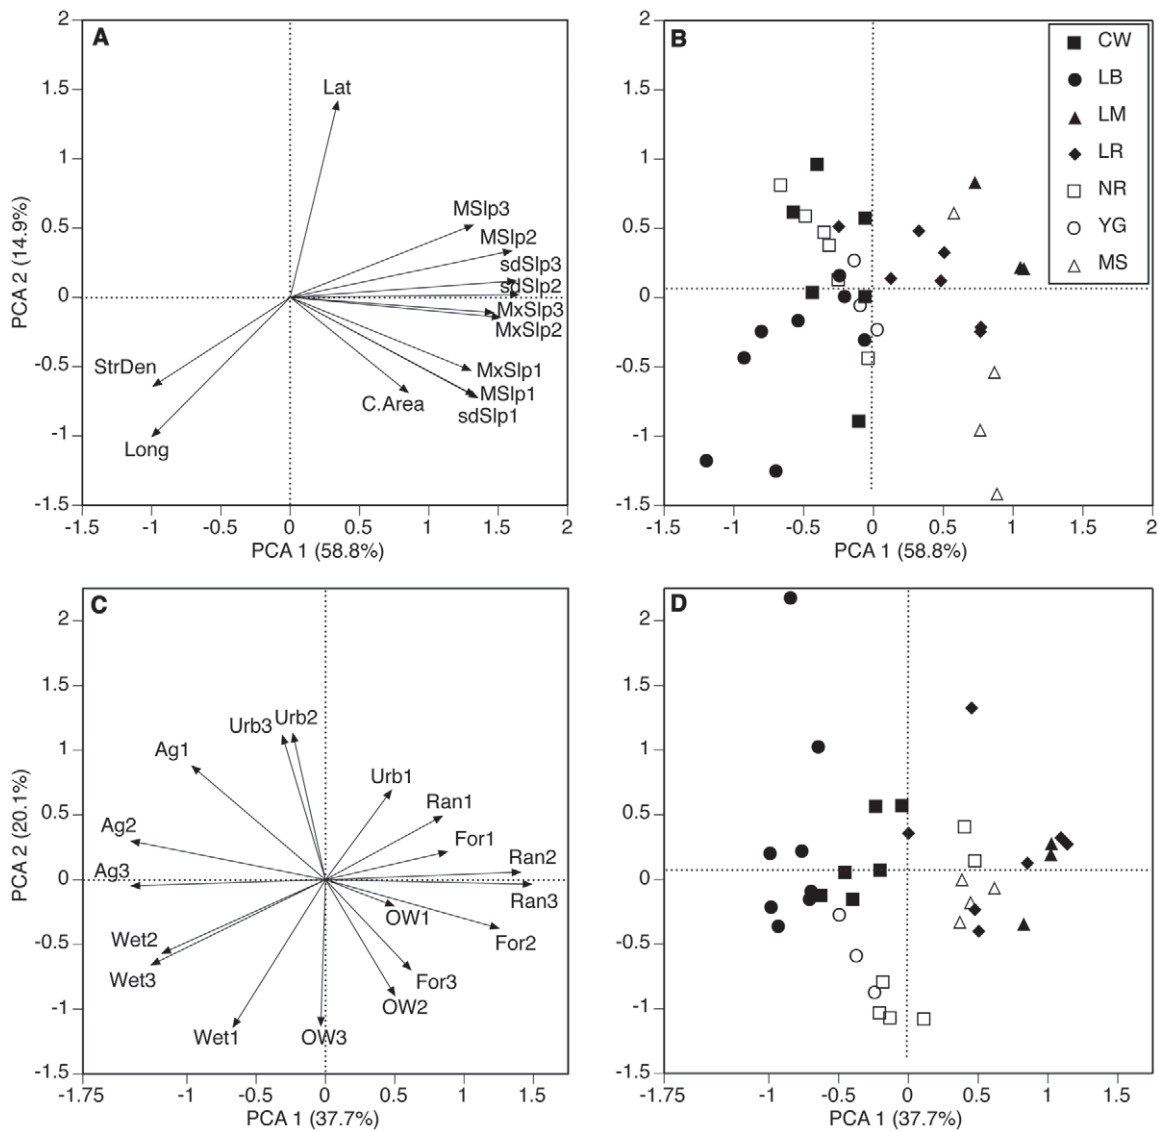 A
2
1.5
1
0.5
0
-0.5
-1
-1.5
PCA 2 (14.9%)
Lat
MSlp3
MSlp2
sdSlp3
sdSlp2
MxSlp3
MxSlp2
MxSlp1
MSlp1
sdSlp1
C.Area
StrDen
Long
-1.5 -1 -0.5 0 0.5 1 1.5 2
PCA 1 (58.8%)
B
2
1.5
1
0.5
0
-0.5
-1
-1.5
CW
LB
LM
LR
NR
YG
MS
-1.5 -1 -0.5 0 0.5 1 1.5 2
PCA 1 (58.8%)
C
2
1.5
1
0.5
0
-0.5
-1
-1.5
PCA 2 (20.1%)
Urb3 Urb2
Ag1
Urb1
Ran1
Ag2
For1
Ran2
Ag3
Ran3
OW1
Wet2
For2
Wet3
For3
OW2
Wet1
OW3
-1.75 -1 -0.5 0 0.5 1 1.5
PCA 1 (37.7%)
D
2
1.5
1
0.5
0
-0.5
-1
-1.5
-1.75 -1 -0.5 0 0.5 1 1.5
PCA 1 (37.7%)